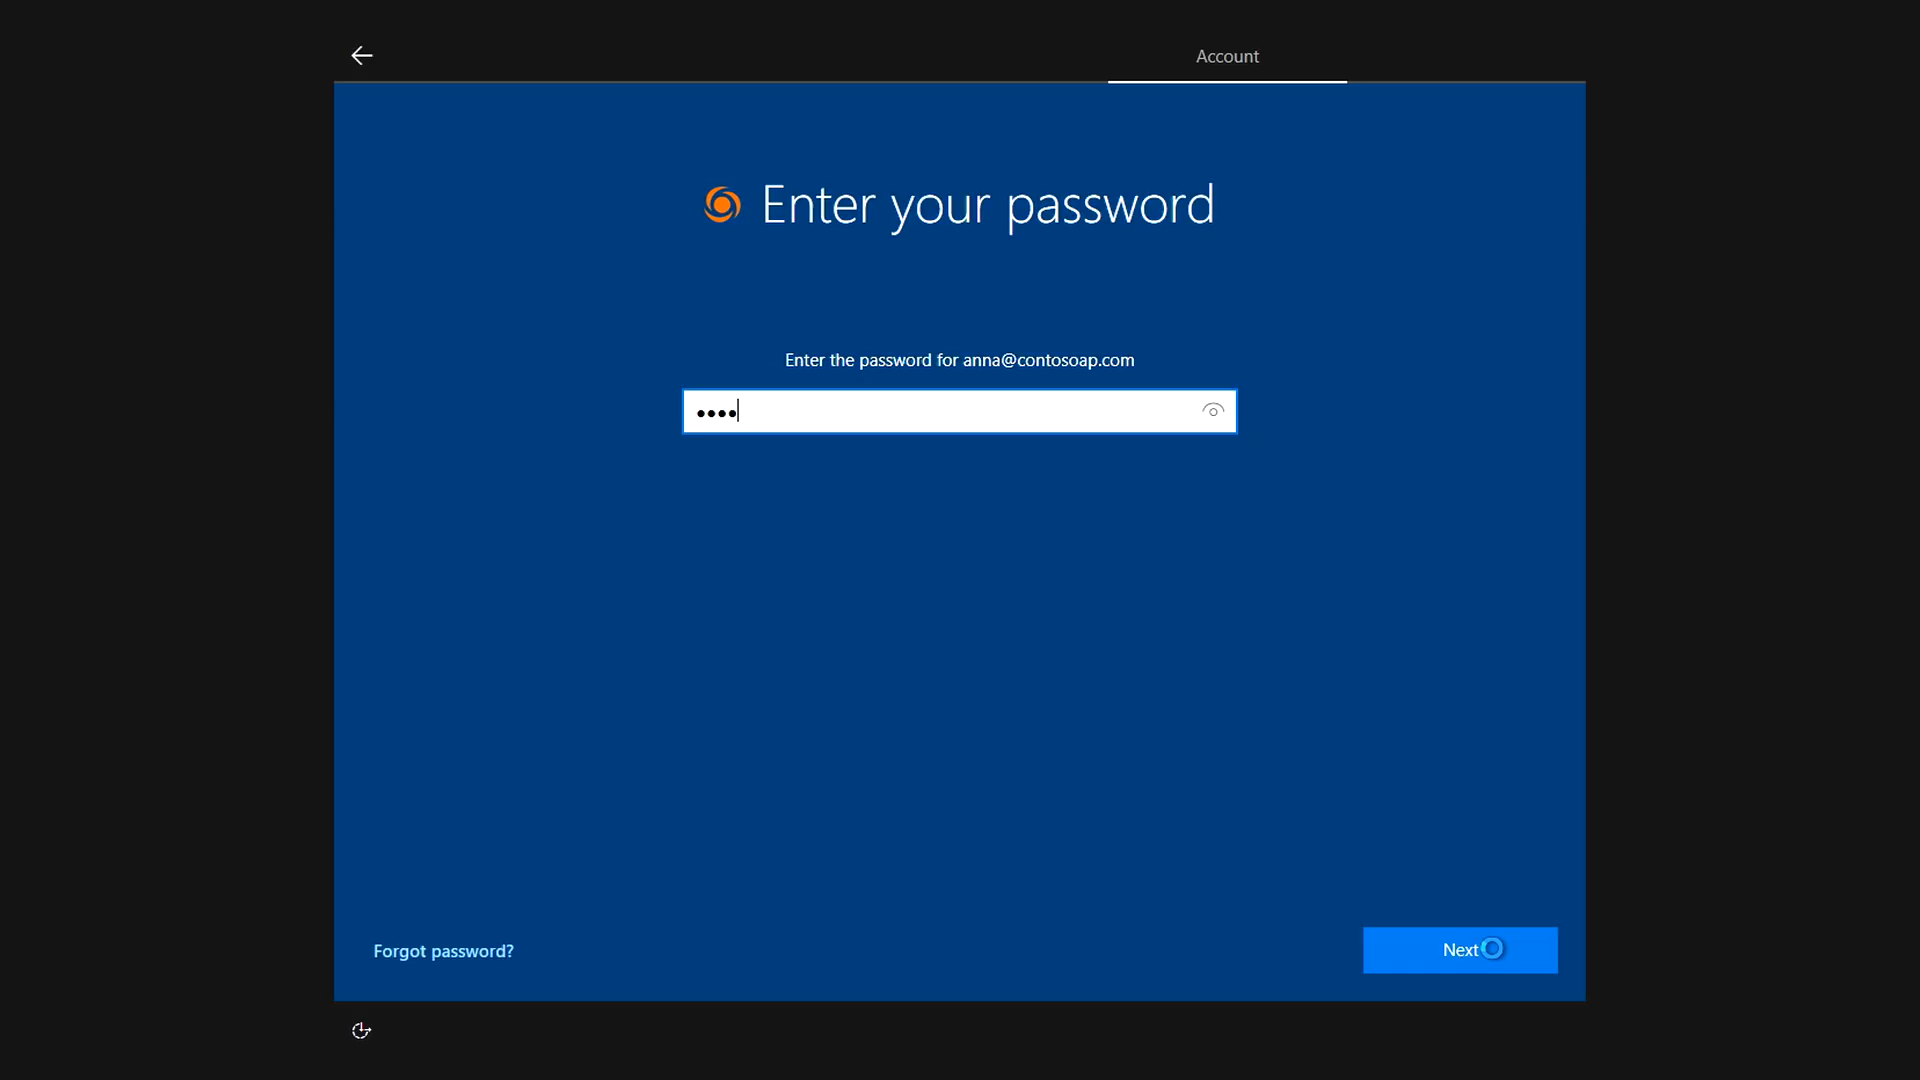 Account
Enter your password
Enter the password for anna@contosoap.com
••••
Forgot password?
Next